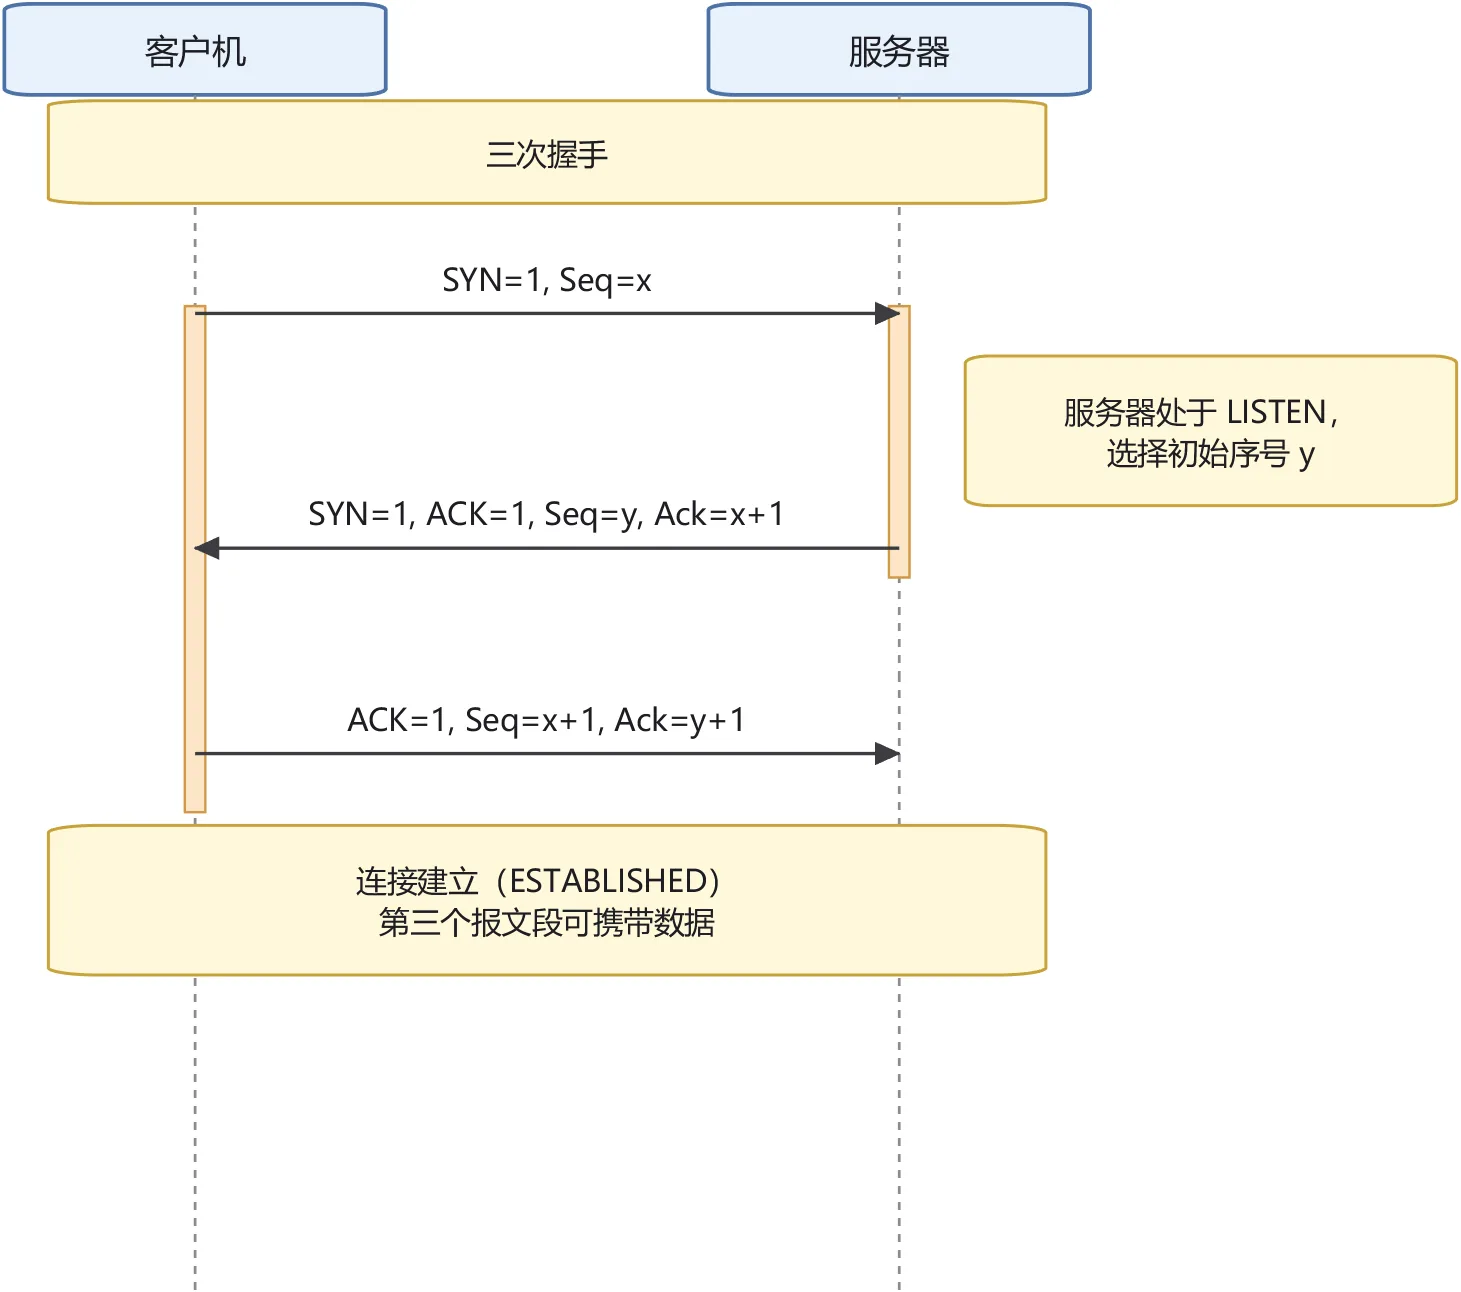 客户机
服务器
三次握手
SYN=1, Seq=x
服务器处于 LISTEN，
选择初始序号 y
SYN=1, ACK=1, Seq=y, Ack=x+1
ACK=1, Seq=x+1, Ack=y+1
连接建立（ESTABLISHED）
第三个报文段可携带数据